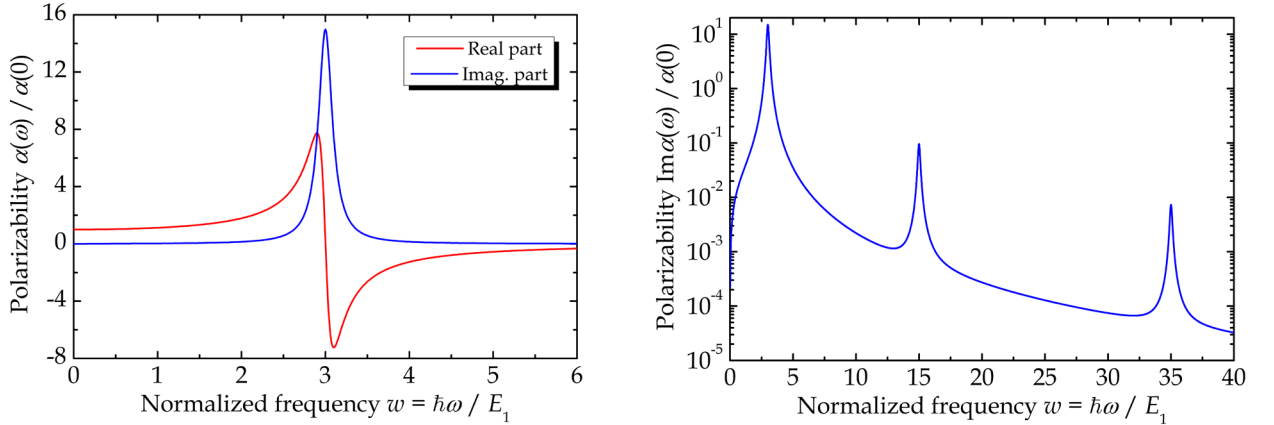 16
12
8
4
0
-4
-8
Polarizability α(ω) / α(0)
Real part
Imag. part
0 1 2 3 4 5 6
Normalized frequency w = ħω / E₁
10¹
10⁰
10⁻¹
10⁻²
10⁻³
10⁻⁴
10⁻⁵
Polarizability Imα(ω) / α(0)
0 5 10 15 20 25 30 35 40
Normalized frequency w = ħω / E₁